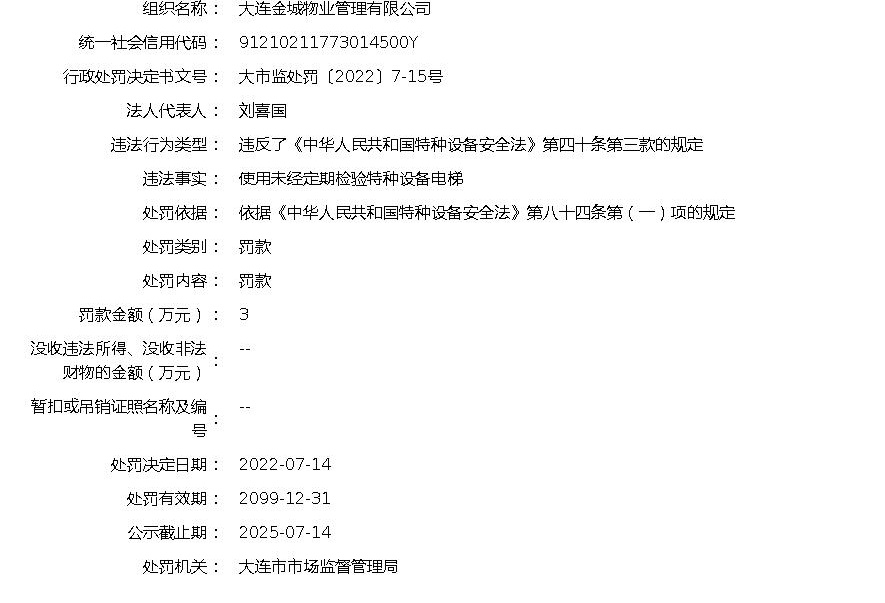 组织名称： 大连金城物业管理有限公司
统一社会信用代码： 91210211773014500Y
行政处罚决定书文号： 大市监处罚〔2022〕7-15号
法人代表人： 刘喜国
违法行为类型： 违反了《中华人民共和国特种设备安全法》第四十条第三款的规定
违法事实： 使用未经定期检验特种设备电梯
处罚依据： 依据《中华人民共和国特种设备安全法》第八十四条第（一）项的规定
处罚类别： 罚款
处罚内容： 罚款
罚款金额（万元）： 3
没收违法所得、没收非法
财物的金额（万元）： --
暂扣或吊销证照名称及编
号： --
处罚决定日期： 2022-07-14
处罚有效期： 2099-12-31
公示截止期： 2025-07-14
处罚机关： 大连市市场监督管理局